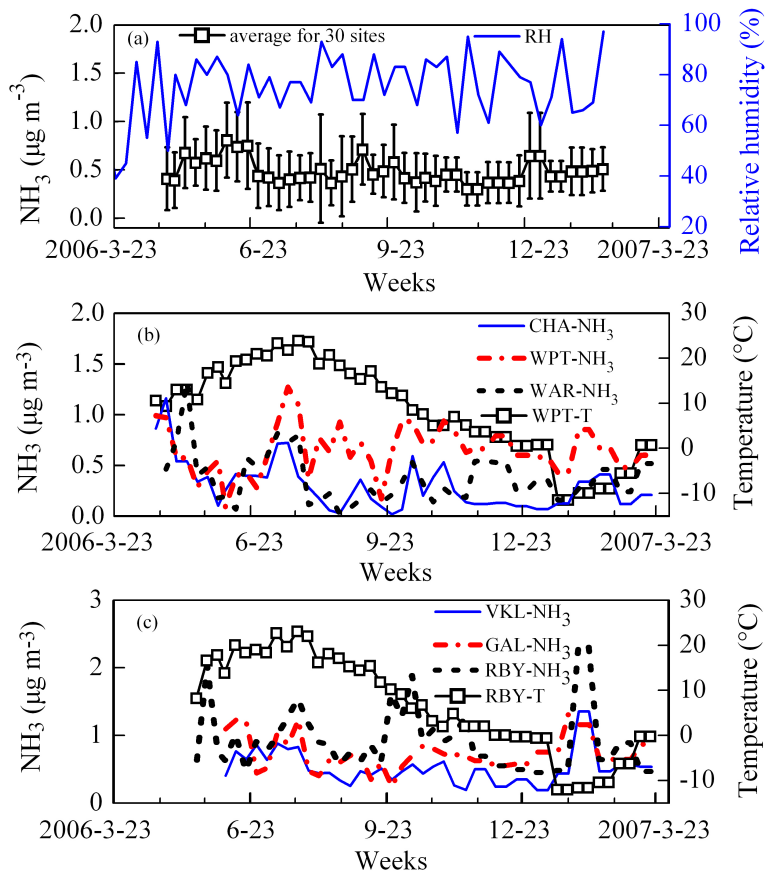 2.0
1.5
1.0
0.5
0.0
NH3 (μg m-3)
(a)
average for 30 sites
RH
100
80
60
40
20
Relative humidity (%)
2006-3-23 6-23 9-23 12-23 2007-3-23
Weeks
2.0
1.5
1.0
0.5
0.0
NH3 (μg m-3)
(b)
CHA-NH3
WPT-NH3
WAR-NH3
WPT-T
30
20
10
0
-10
Temperature (°C)
2006-3-23 6-23 9-23 12-23 2007-3-23
Weeks
3
2
1
0
NH3 (μg m-3)
(c)
VKL-NH3
GAL-NH3
RBY-NH3
RBY-T
30
20
10
0
-10
Temperature (°C)
2006-3-23 6-23 9-23 12-23 2007-3-23
Weeks